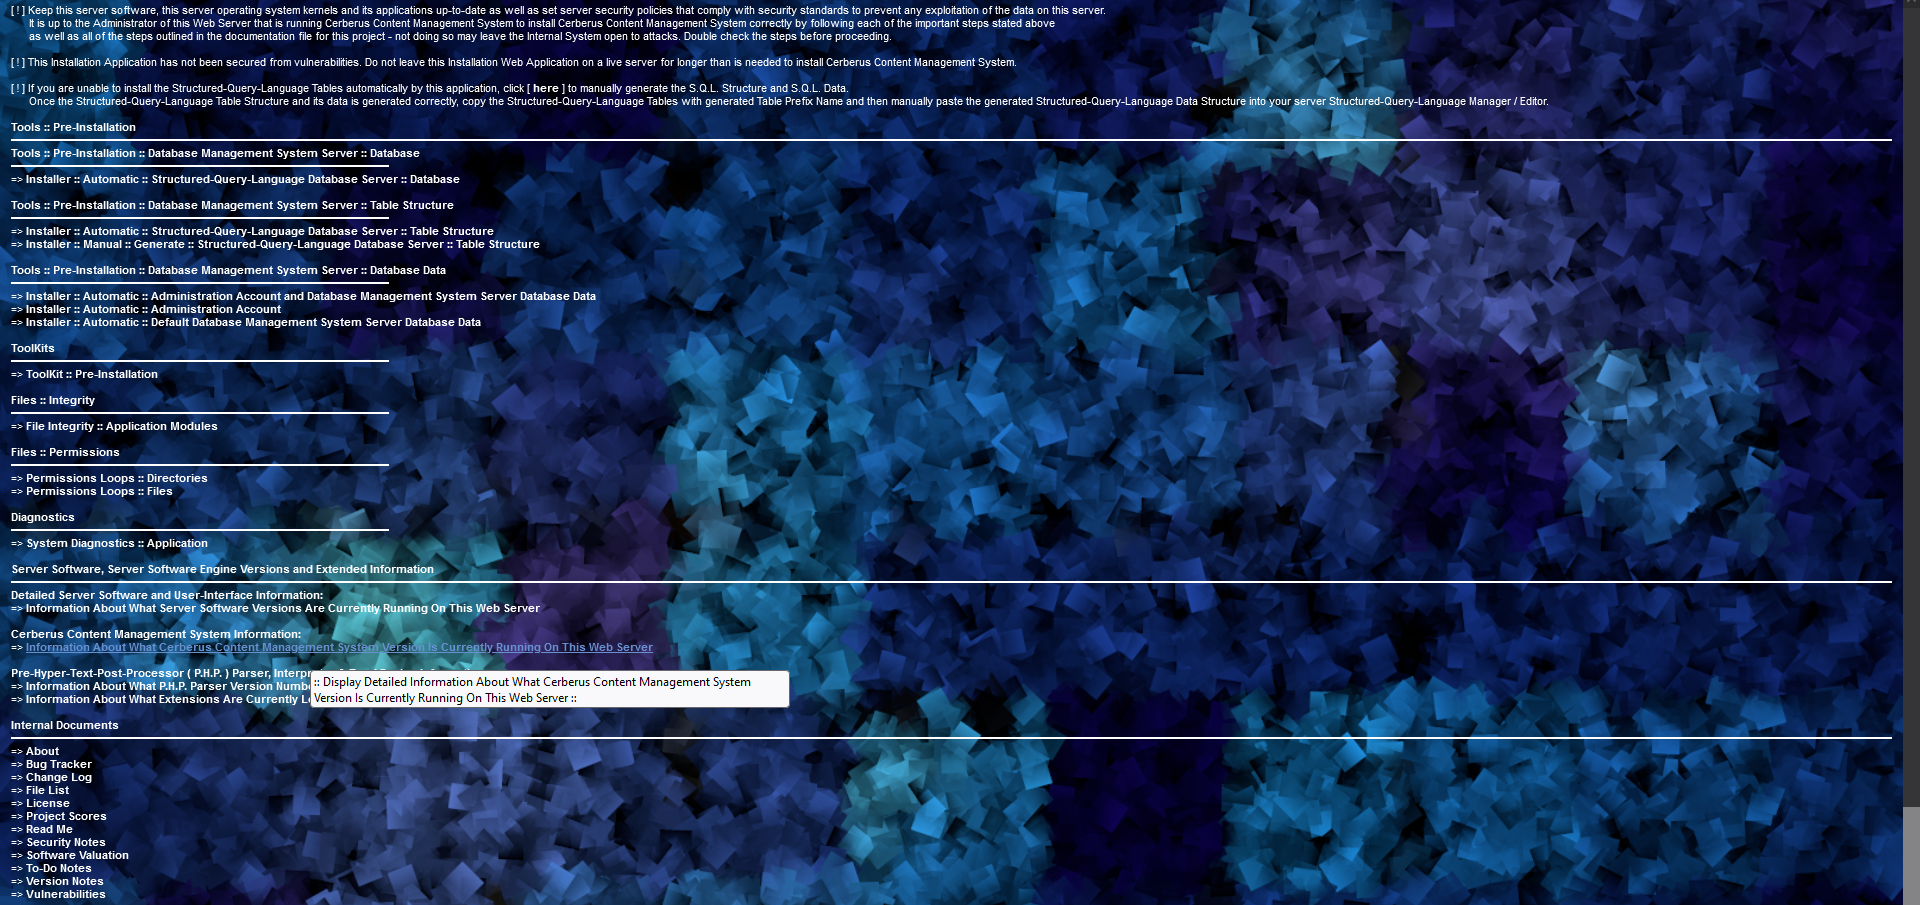 [ ! ] Keep this server software, this server operating system kernels and its applications up-to-date as well as set server security policies that comply with security standards to prevent any exploitation of the data on this server.
It is up to the Administrator of this Web Server that is running Cerberus Content Management System to install Cerberus Content Management System correctly by following each of the important steps stated above
as well as all of the steps outlined in the documentation file for this project - not doing so may leave the Internal System open to attacks. Double check the steps before proceeding.
[ ! ] This Installation Application has not been secured from vulnerabilities. Do not leave this Installation Web Application on a live server for longer than is needed to install Cerberus Content Management System.
[ ! ] If you are unable to install the Structured-Query-Language Tables automatically by this application, click [ here ] to manually generate the S.Q.L. Structure and S.Q.L. Data.
Once the Structured-Query-Language Table Structure and its data is generated correctly, copy the Structured-Query-Language Tables with generated Table Prefix Name and then manually paste the generated Structured-Query-Language Data Structure into your server Structured-Query-Language Manager / Editor.
Tools :: Pre-Installation
Tools :: Pre-Installation :: Database Management System Server :: Database
=> Installer :: Automatic :: Structured-Query-Language Database Server :: Database
Tools :: Pre-Installation :: Database Management System Server :: Table Structure
=> Installer :: Automatic :: Structured-Query-Language Database Server :: Table Structure
=> Installer :: Manual :: Generate :: Structured-Query-Language Database Server :: Table Structure
Tools :: Pre-Installation :: Database Management System Server :: Database Data
=> Installer :: Automatic :: Administration Account and Database Management System Server Database Data
=> Installer :: Automatic :: Administration Account
=> Installer :: Automatic :: Default Database Management System Server Database Data
ToolKits
=> ToolKit :: Pre-Installation
Files :: Integrity
=> File Integrity :: Application Modules
Files :: Permissions
=> Permissions Loops :: Directories
=> Permissions Loops :: Files
Diagnostics
=> System Diagnostics :: Application
Server Software, Server Software Engine Versions and Extended Information
Detailed Server Software and User-Interface Information:
=> Information About What Server Software Versions Are Currently Running On This Web Server
Cerberus Content Management System Information:
=> Information About What Cerberus Content Management System Version Is Currently Running On This Web Server
Pre-Hyper-Text-Post-Processor ( P.H.P. ) Parser,
=> Information About What P.H.P. Parser Version
=> Information About What Extensions Are Currently
:: Display Detailed Information About What Cerberus Content Management System
Version Is Currently Running On This Web Server ::
Internal Documents
=> About
=> Bug Tracker
=> Change Log
=> File List
=> License
=> Project Scores
=> Read Me
=> Security Notes
=> Software Valuation
=> To-Do Notes
=> Version Notes
=> Vulnerabilities